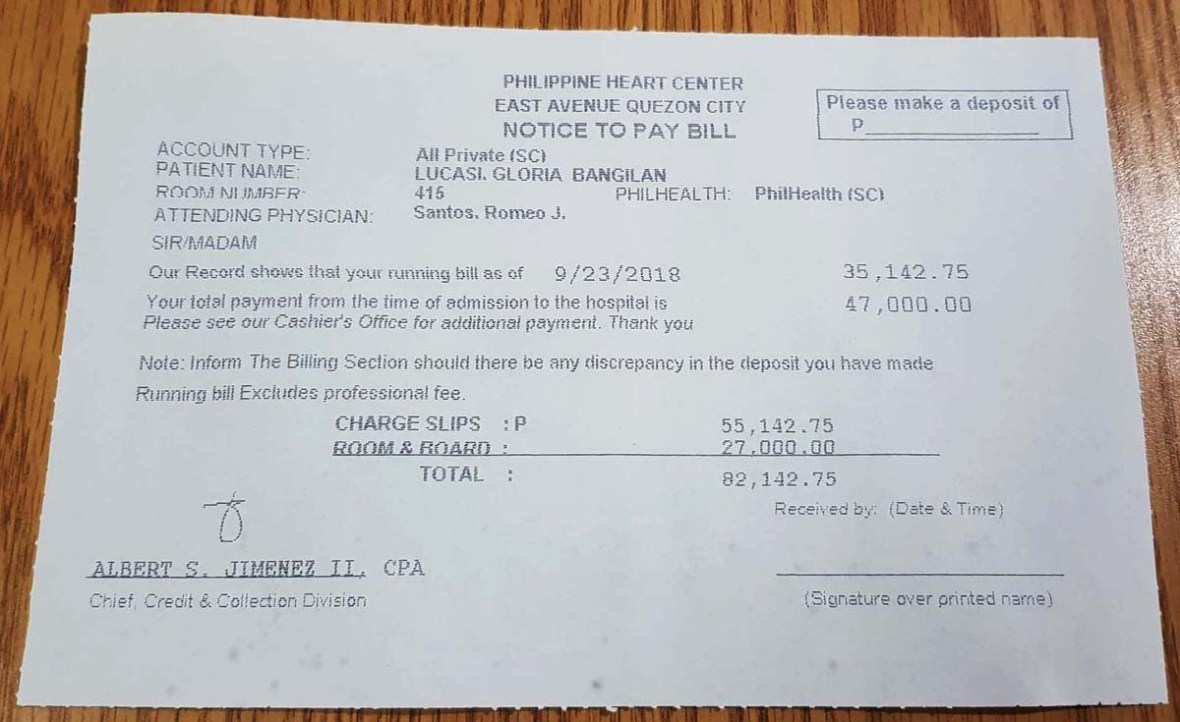 PHILIPPINE HEART CENTER
EAST AVENUE QUEZON CITY
NOTICE TO PAY BILL
Please make a deposit of
P
ACCOUNT TYPE: All Private (SC)
PATIENT NAME: LUCASI. GLORIA BANGILAN
ROOM NUMBER: 415 PHILHEALTH: PhilHealth (SC)
ATTENDING PHYSICIAN: Santos. Romeo J.
SIR/MADAM
Our Record shows that your running bill as of 9/23/2018 35,142.75
Your total payment from the time of admission to the hospital is 47,000.00
Please see our Cashier's Office for additional payment. Thank you
Note: Inform The Billing Section should there be any discrepancy in the deposit you have made
Running bill Excludes professional fee.
CHARGE SLIPS : P 55,142.75
ROOM & BOARD : 27,000.00
TOTAL : 82,142.75
Received by: (Date & Time)
ALBERT S. JIMENEZ II, CPA
Chief, Credit & Collection Division
(Signature over printed name)